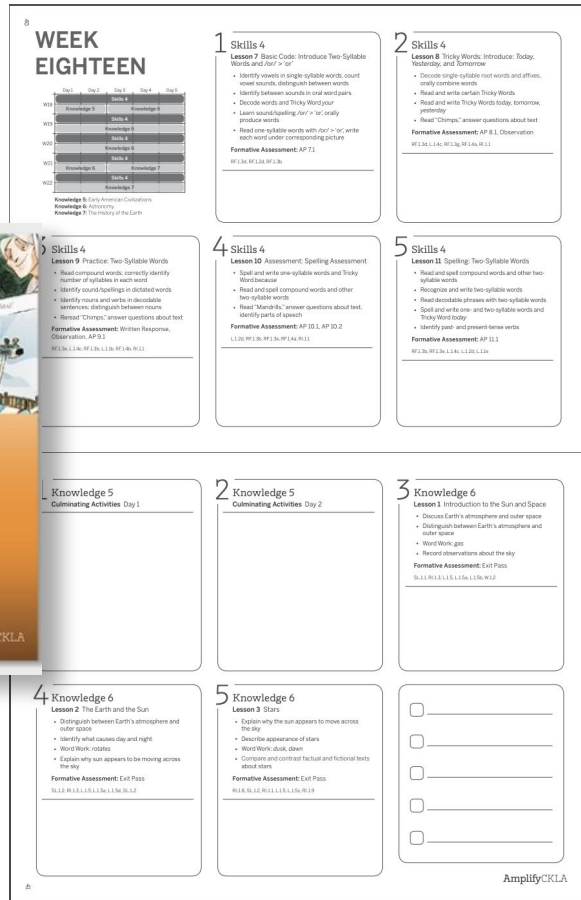 WEEK
EIGHTEEN
Day 1 Day 2 Day 3 Day 4 Day 5
W18
Skills 4
Knowledge 5 Knowledge 6
W19
Skills 4
Knowledge 6
W20
Skills 4
Knowledge 6
W21
Skills 4
Knowledge 6 Knowledge 7
W22
Skills 4
Knowledge 7
Knowledge 5: Early American Civilizations
Knowledge 6: Astronomy
Knowledge 7: The History of the Earth
1 Skills 4
Lesson 7 Basic Code: Introduce Two-Syllable
Words and /or/ > 'or'
• Identify vowels in single-syllable words, count
vowel sounds, distinguish between words
• Identify between sounds in oral word pairs
• Decode words and Tricky Word your
• Learn sound/spelling /or/ > 'or'; orally
produce words
• Read one-syllable words with /or/ > 'or', write
each word under corresponding picture
Formative Assessment: AP 7.1
RF.1.3d, RF.1.2d, RF.1.3b
2 Skills 4
Lesson 8 Tricky Words: Introduce: Today,
Yesterday, and Tomorrow
• Decode single-syllable root words and affixes,
orally combine words
• Read and write certain Tricky Words
• Read and write Tricky Words today, tomorrow,
yesterday
• Read "Chimps," answer questions about text
Formative Assessment: AP 8.1, Observation
RF.1.3d, L.1.4c, RF.1.3g, RF.1.4a, RI.1.1
Skills 4
Lesson 9 Practice: Two-Syllable Words
• Read compound words; correctly identify
number of syllables in each word
• Identify sound/spellings in dictated words
• Identify nouns and verbs in decodable
sentences; distinguish between nouns
• Reread "Chimps," answer questions about text
Formative Assessment: Written Response,
Observation, AP 9.1
RF.1.3e, L.1.4c, RF.1.3b, L.1.1b, RF.1.4b, RI.1.1
4 Skills 4
Lesson 10 Assessment: Spelling Assessment
• Spell and write one-syllable words and Tricky
Word because
• Read and spell compound words and other
two-syllable words
• Read "Mandrills," answer questions about text,
identify parts of speech
Formative Assessment: AP 10.1, AP 10.2
L.1.2d, RF.1.3b, RF.1.3e, RF.1.4a, RI.1.1
5 Skills 4
Lesson 11 Spelling: Two-Syllable Words
• Read and spell compound words and other two-
syllable words
• Recognize and write two-syllable words
• Read decodable phrases with two-syllable words
• Spell and write one- and two-syllable words and
Tricky Word today
• Identify past- and present-tense verbs
Formative Assessment: AP 11.1
RF.1.3b, RF.1.3e, L.1.4c, L.1.2d, L.1.1e
CKLA
Knowledge 5
Culminating Activities Day 1
2 Knowledge 5
Culminating Activities Day 2
3 Knowledge 6
Lesson 1 Introduction to the Sun and Space
• Discuss Earth's atmosphere and outer space
• Distinguish between Earth's atmosphere and
outer space
• Word Work: gas
• Record observations about the sky
Formative Assessment: Exit Pass
SL.1.1, RI.1.3, L.1.5, L.1.5a, L.1.5b, W.1.2
4 Knowledge 6
Lesson 2 The Earth and the Sun
• Distinguish between Earth's atmosphere and
outer space
• Identify what causes day and night
• Word Work: rotates
• Explain why sun appears to be moving across
the sky
Formative Assessment: Exit Pass
SL.1.2, RI.1.3, L.1.5, L.1.5a, L.1.5d, SL.1.2
5 Knowledge 6
Lesson 3 Stars
• Explain why the sun appears to move across
the sky
• Describe appearance of stars
• Word Work: dusk, dawn
• Compare and contrast factual and fictional texts
about stars
Formative Assessment: Exit Pass
RI.1.8, SL.1.2, RI.1.1, L.1.5, L.1.5c, RI.1.9
AmplifyCKLA